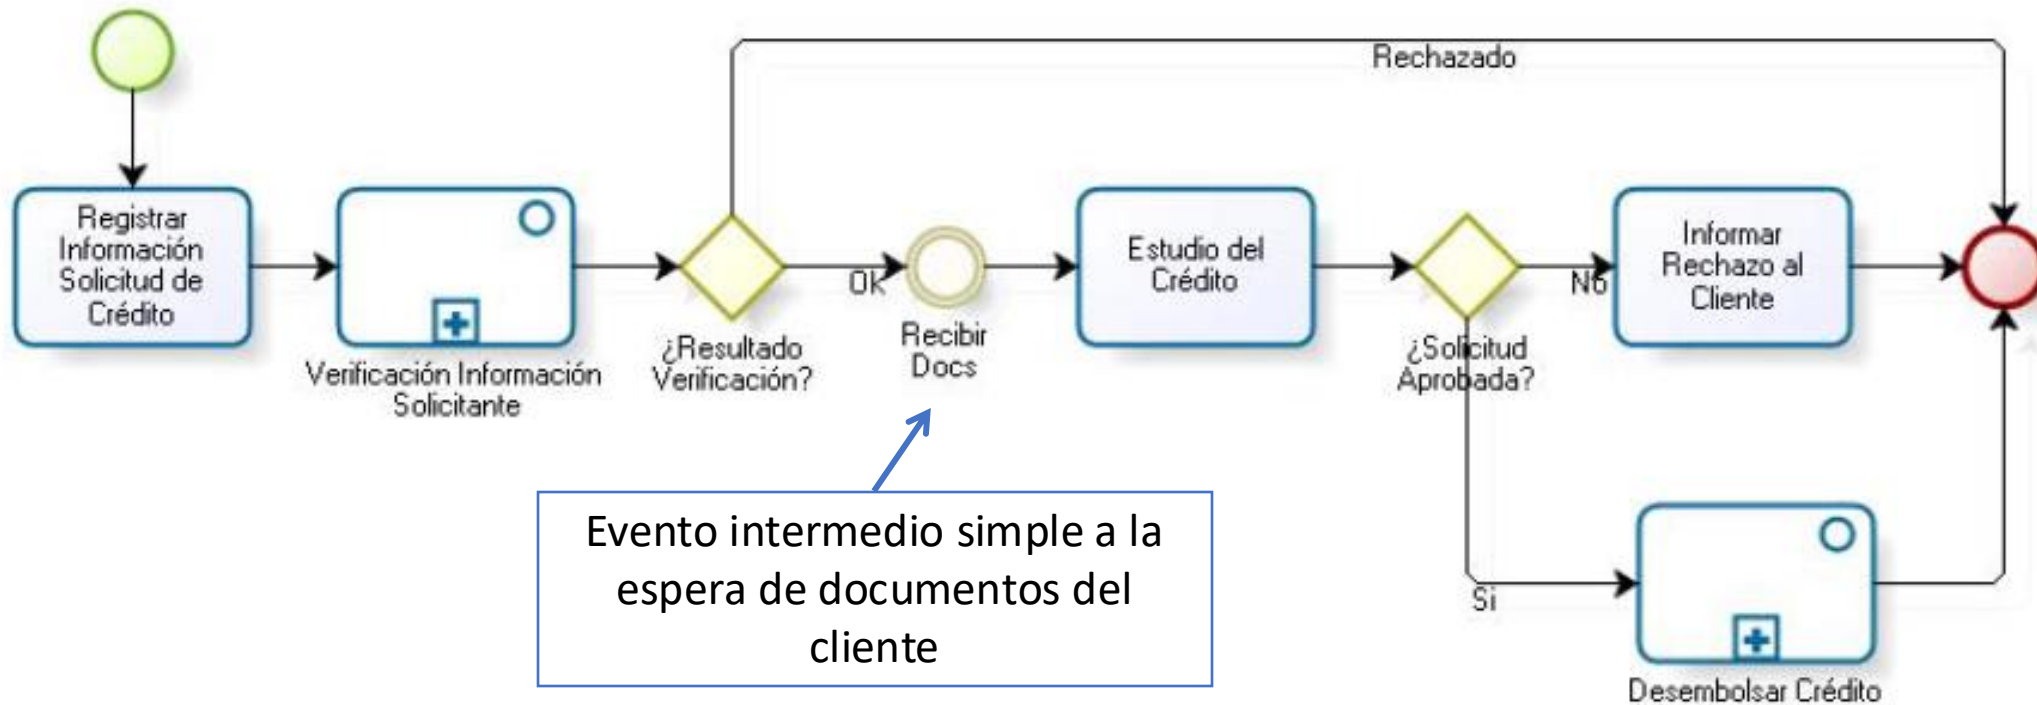 Rechazado
Registrar
Información
Solicitud de
Crédito
Verificación Información
Solicitante
¿Resultado
Verificación?
Ok
Recibir
Docs
Estudio del
Crédito
¿Solicitud
Aprobada?
No
Informar
Rechazo al
Cliente
Si
Desembolsar Crédito
Evento intermedio simple a la
espera de documentos del
cliente